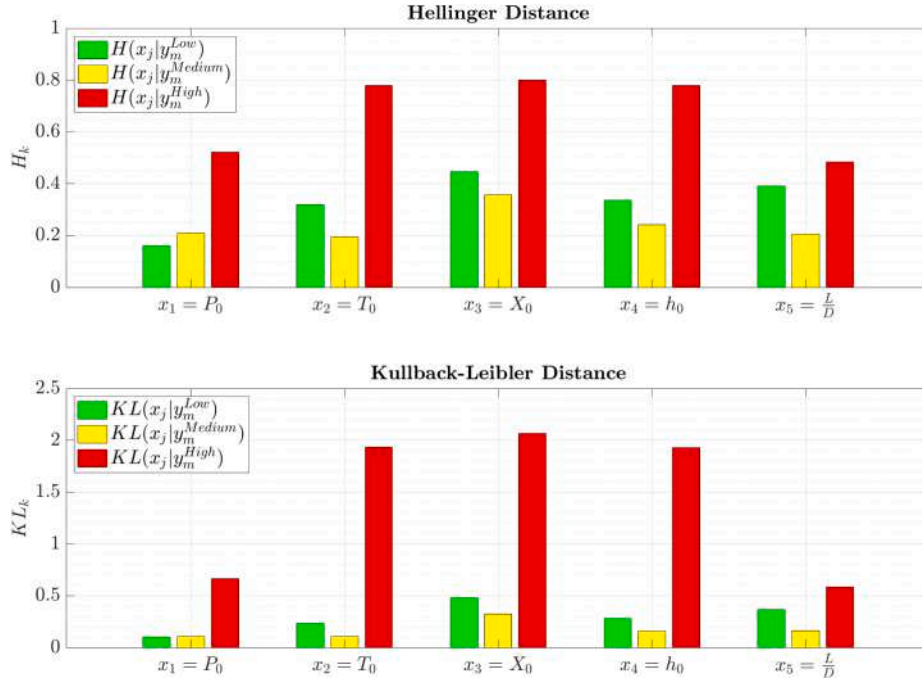 Hellinger Distance
H(x_j|y_m^{Low})
H(x_j|y_m^{Medium})
H(x_j|y_m^{High})
H_k
1
0.8
0.6
0.4
0.2
0
x_1 = P_0
x_2 = T_0
x_3 = X_0
x_4 = h_0
x_5 = \frac{L}{D}
Kullback-Leibler Distance
KL(x_j|y_m^{Low})
KL(x_j|y_m^{Medium})
KL(x_j|y_m^{High})
KL_k
2.5
2
1.5
1
0.5
0
x_1 = P_0
x_2 = T_0
x_3 = X_0
x_4 = h_0
x_5 = \frac{L}{D}